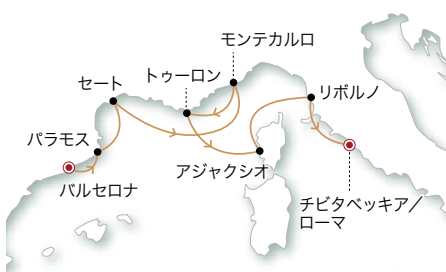 モンテカルロ
トゥーロン
セート
リボルノ
パラモス
アジャクシオ
バルセロナ
チビタベッキア／
ローマ